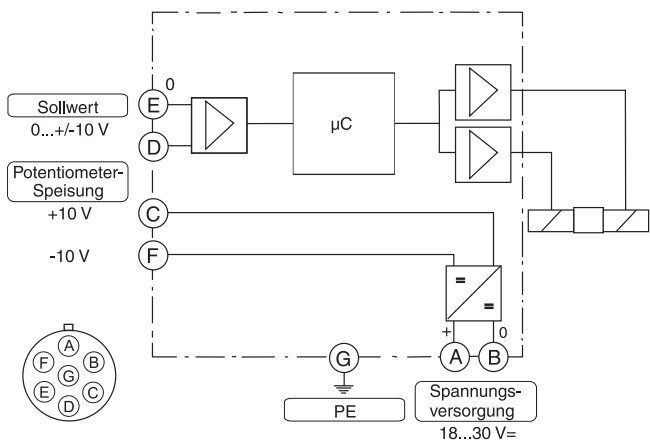 0
E
Sollwert
0...+/-10 V
D
µC
Potentiometer-
Speisung
+10 V
C
-10 V
F
=
=
+
0
G
A
B
PE
Spannungs-
versorgung
18...30 V=
A
F
B
G
E
C
D